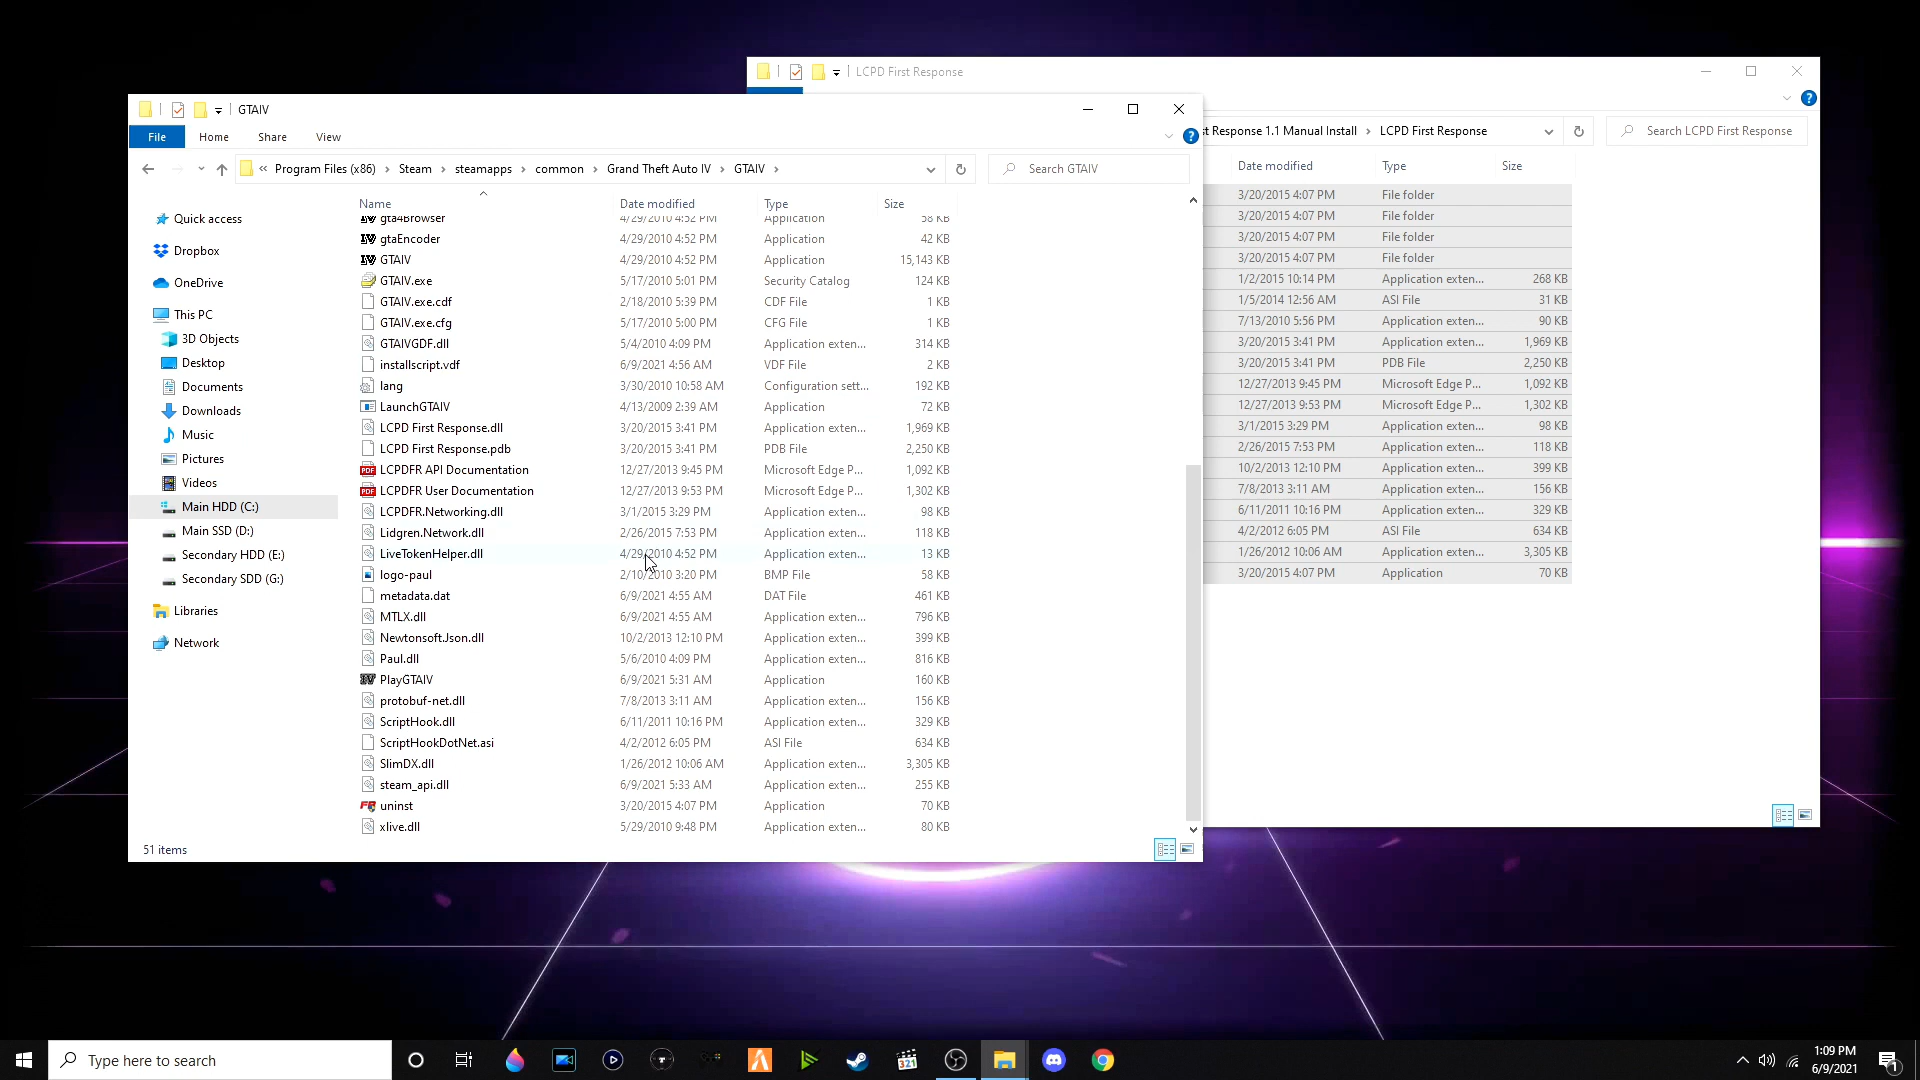 LCPD First Response
GTAIV
File Home Share View
« Program Files (x86) › Steam › steamapps › common › Grand Theft Auto IV › GTAIV ›
Search GTAIV
Quick access
Dropbox
OneDrive
This PC
3D Objects
Desktop
Documents
Downloads
Music
Pictures
Videos
Main HDD (C:)
Main SSD (D:)
Secondary HDD (E:)
Secondary SDD (G:)
Libraries
Network
Name Date modified Type Size
gta4Browser 4/29/2010 4:52 PM Application 58 KB
gtaEncoder 4/29/2010 4:52 PM Application 42 KB
GTAIV 4/29/2010 4:52 PM Application 15,143 KB
GTAIV.exe 5/17/2010 5:01 PM Security Catalog 124 KB
GTAIV.exe.cdf 2/18/2010 5:39 PM CDF File 1 KB
GTAIV.exe.cfg 5/17/2010 5:00 PM CFG File 1 KB
GTAIVGDF.dll 5/4/2010 4:09 PM Application exten... 314 KB
installscript.vdf 6/9/2021 4:56 AM VDF File 2 KB
lang 3/30/2010 10:58 AM Configuration sett... 192 KB
LaunchGTAIV 4/13/2009 2:39 AM Application 72 KB
LCPD First Response.dll 3/20/2015 3:41 PM Application exten... 1,969 KB
LCPD First Response.pdb 3/20/2015 3:41 PM PDB File 2,250 KB
LCPDFR API Documentation 12/27/2013 9:45 PM Microsoft Edge P... 1,092 KB
LCPDFR User Documentation 12/27/2013 9:53 PM Microsoft Edge P... 1,302 KB
LCPDFR.Networking.dll 3/1/2015 3:29 PM Application exten... 98 KB
Lidgren.Network.dll 2/26/2015 7:53 PM Application exten... 118 KB
LiveTokenHelper.dll 4/29/2010 4:52 PM Application exten... 13 KB
logo-paul 2/10/2010 3:20 PM BMP File 58 KB
metadata.dat 6/9/2021 4:55 AM DAT File 461 KB
MTLX.dll 6/9/2021 4:55 AM Application exten... 796 KB
Newtonsoft.Json.dll 10/2/2013 12:10 PM Application exten... 399 KB
Paul.dll 5/6/2010 4:09 PM Application exten... 816 KB
PlayGTAIV 6/9/2021 5:31 AM Application 160 KB
protobuf-net.dll 7/8/2013 3:11 AM Application exten... 156 KB
ScriptHook.dll 6/11/2011 10:16 PM Application exten... 329 KB
ScriptHookDotNet.asi 4/2/2012 6:05 PM ASI File 634 KB
SlimDX.dll 1/26/2012 10:06 AM Application exten... 3,305 KB
steam_api.dll 6/9/2021 5:33 AM Application exten... 255 KB
uninst 3/20/2015 4:07 PM Application 70 KB
xlive.dll 5/29/2010 9:48 PM Application exten... 80 KB
51 items
st Response 1.1 Manual Install › LCPD First Response
Search LCPD First Response
Date modified Type Size
3/20/2015 4:07 PM File folder
3/20/2015 4:07 PM File folder
3/20/2015 4:07 PM File folder
3/20/2015 4:07 PM File folder
1/2/2015 10:14 PM Application exten... 268 KB
1/5/2014 12:56 AM ASI File 31 KB
7/13/2010 5:56 PM Application exten... 90 KB
3/20/2015 3:41 PM Application exten... 1,969 KB
3/20/2015 3:41 PM PDB File 2,250 KB
12/27/2013 9:45 PM Microsoft Edge P... 1,092 KB
12/27/2013 9:53 PM Microsoft Edge P... 1,302 KB
3/1/2015 3:29 PM Application exten... 98 KB
2/26/2015 7:53 PM Application exten... 118 KB
10/2/2013 12:10 PM Application exten... 399 KB
7/8/2013 3:11 AM Application exten... 156 KB
6/11/2011 10:16 PM Application exten... 329 KB
4/2/2012 6:05 PM ASI File 634 KB
1/26/2012 10:06 AM Application exten... 3,305 KB
3/20/2015 4:07 PM Application 70 KB
Type here to search
321
1:09 PM
6/9/2021
1